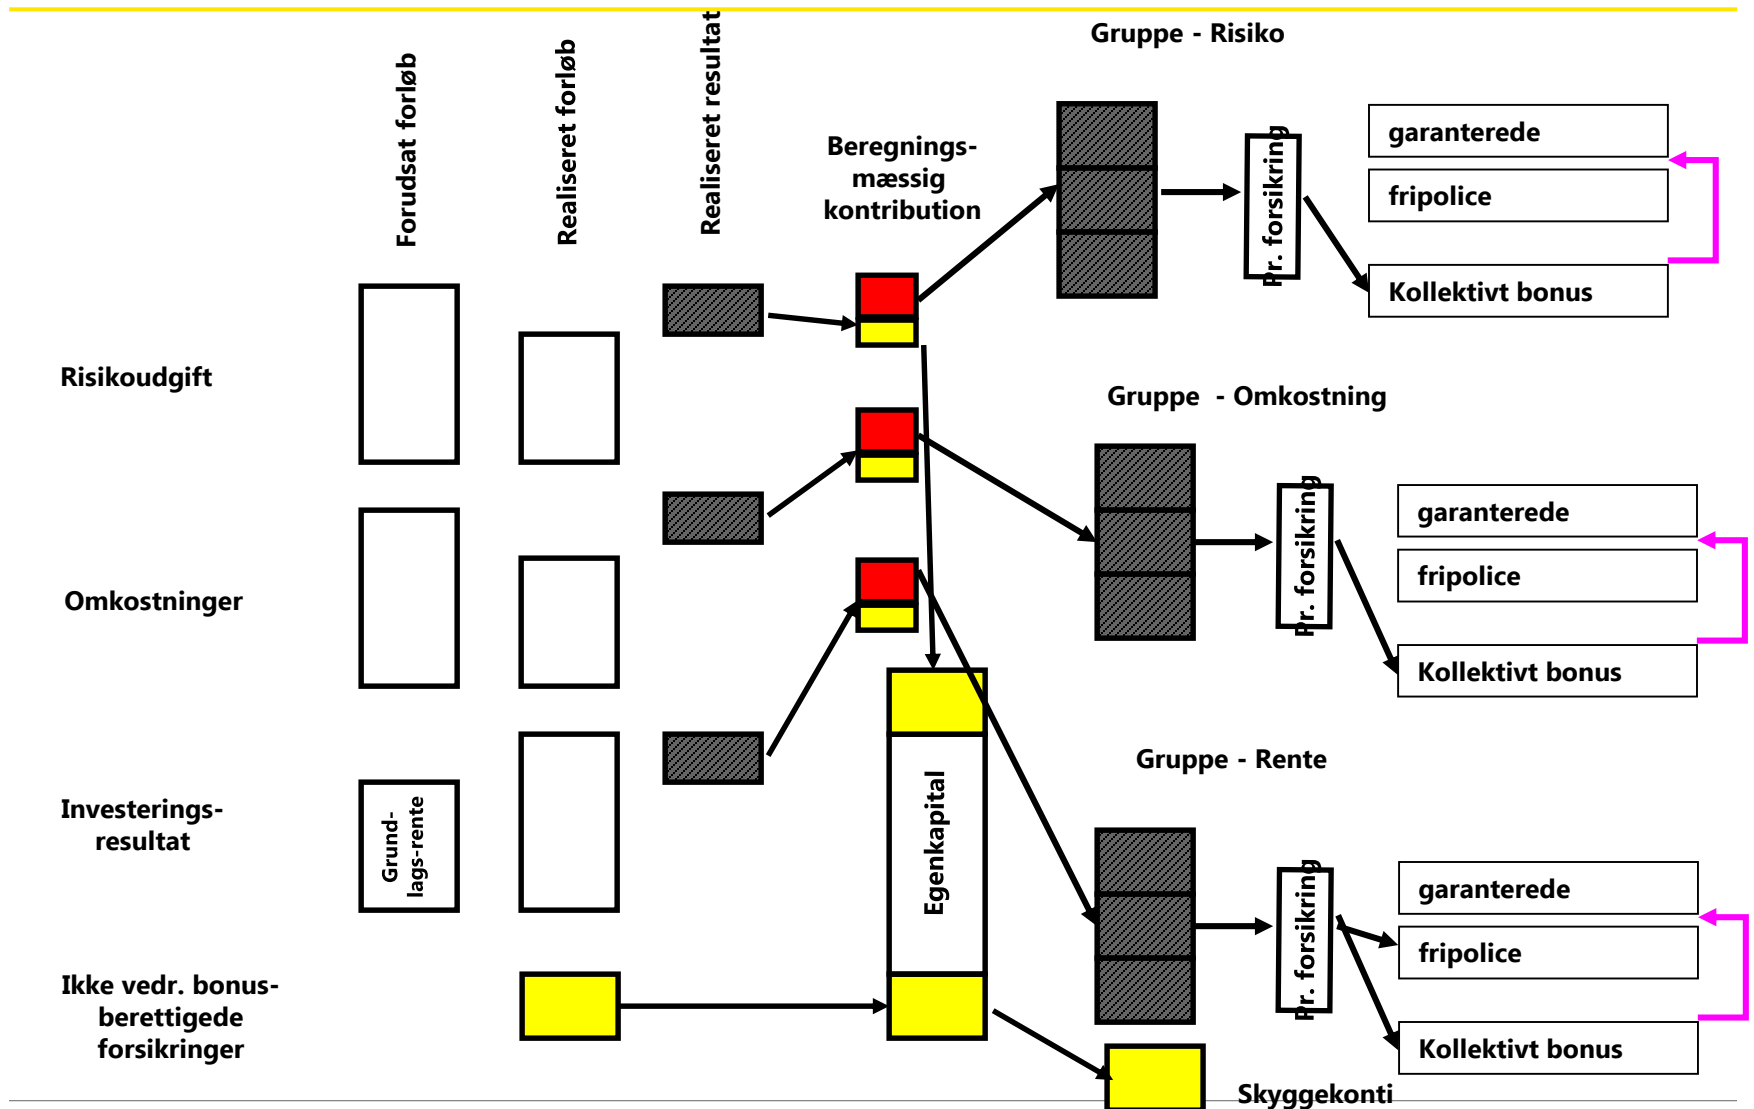 Gruppe - Risiko
Forudsat forløb
Realiseret forløb
Realiseret resultat
Beregnings-
mæssig
kontribution
Pr. forsikring
garanterede
fripolice
Kollektivt bonus
Risikoudgift
Gruppe - Omkostning
Pr. forsikring
garanterede
fripolice
Kollektivt bonus
Omkostninger
Gruppe - Rente
Investerings-
resultat
Grund-
lags-rente
Egenkapital
Pr. forsikring
garanterede
fripolice
Kollektivt bonus
Ikke vedr. bonus-
berettigede
forsikringer
Skyggekonti